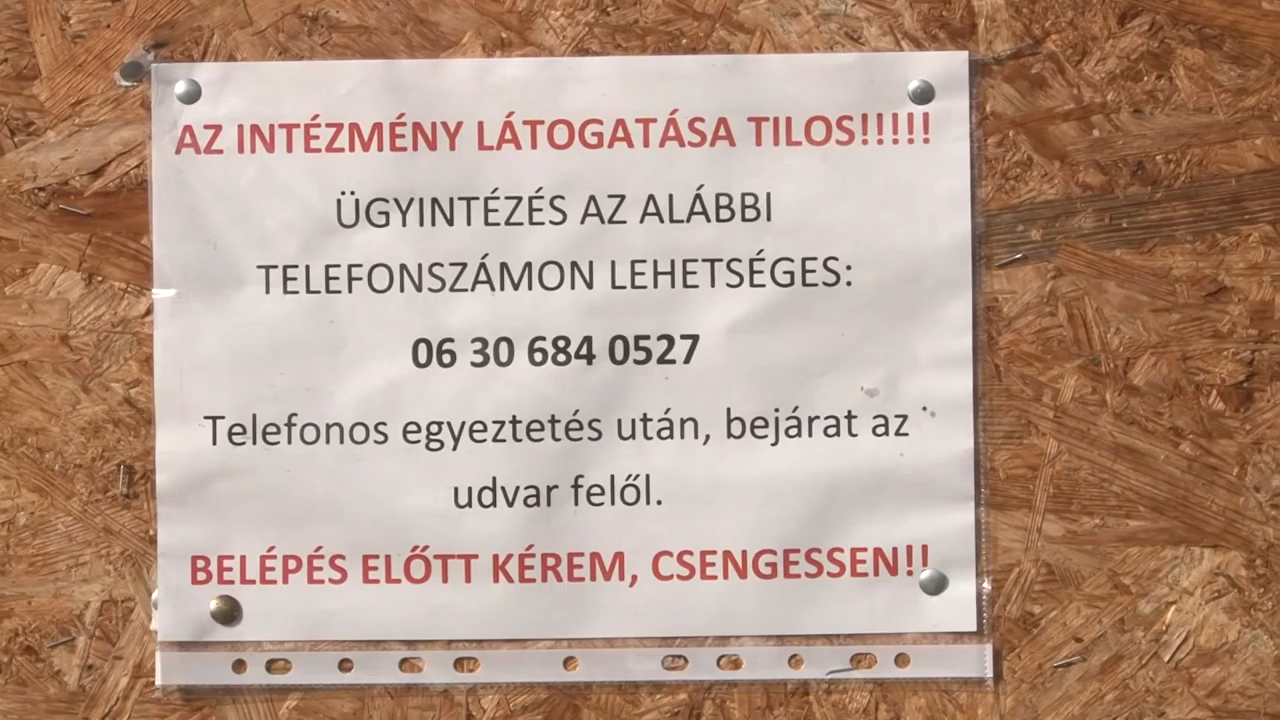 AZ INTÉZMÉNY LÁTOGATÁSA TILOS!!!!!
ÜGYINTÉZÉS AZ ALÁBBI
TELEFONSZÁMON LEHETSÉGES:
06 30 684 0527
Telefonos egyeztetés után, bejárat az
udvar felől.
BELÉPÉS ELŐTT KÉREM, CSENGESSEN!!